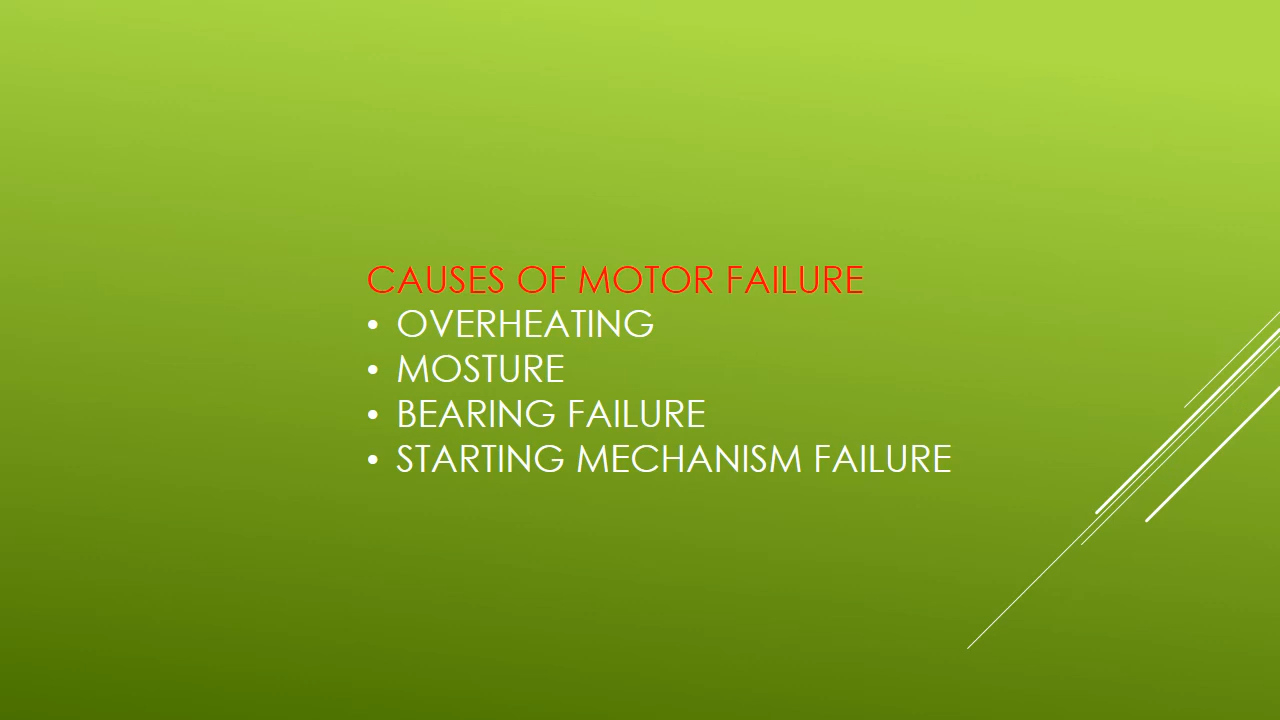 CAUSES OF MOTOR FAILURE
• OVERHEATING
• MOSTURE
• BEARING FAILURE
• STARTING MECHANISM FAILURE